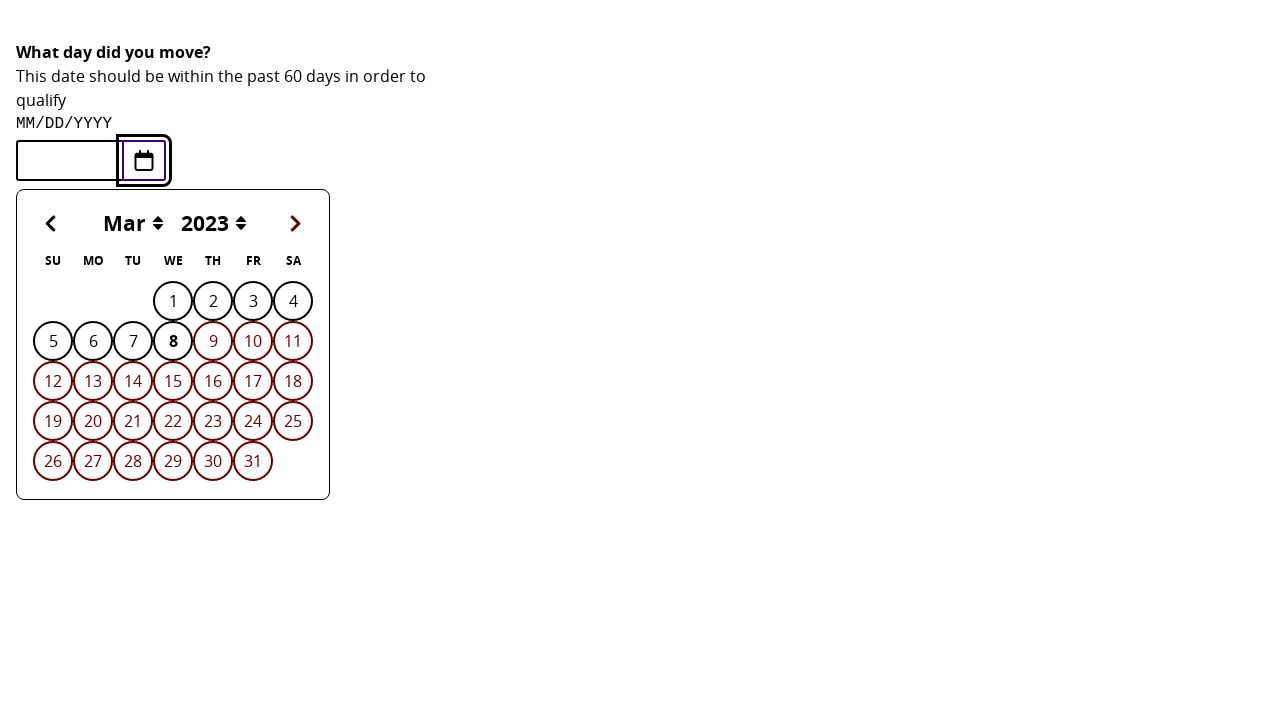 What day did you move?
This date should be within the past 60 days in order to
qualify
MM/DD/YYYY
Mar 2023
SU MO TU WE TH FR SA
1 2 3 4
5 6 7 8 9 10 11
12 13 14 15 16 17 18
19 20 21 22 23 24 25
26 27 28 29 30 31